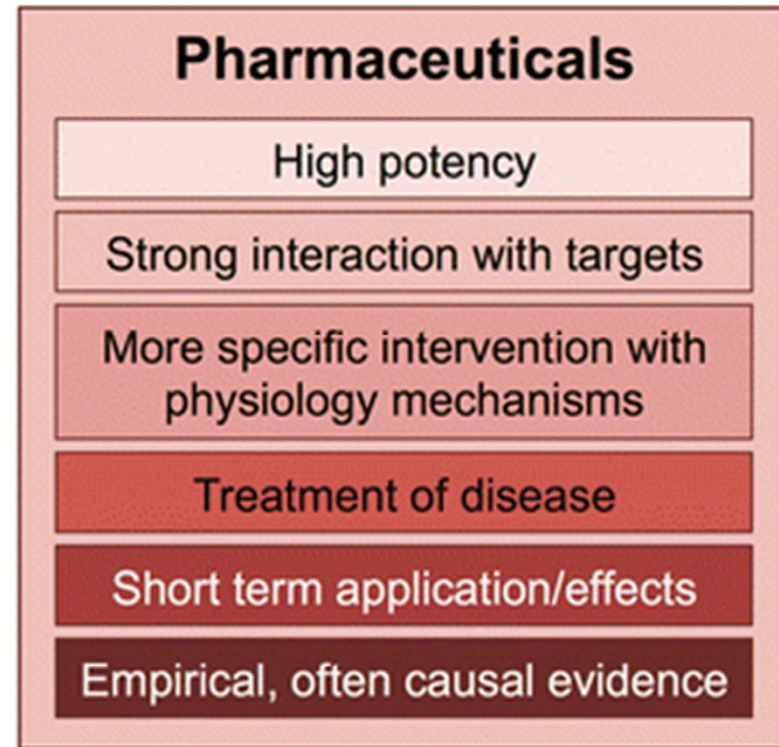 Pharmaceuticals
High potency
Strong interaction with targets
More specific intervention with
physiology mechanisms
Treatment of disease
Short term application/effects
Empirical, often causal evidence